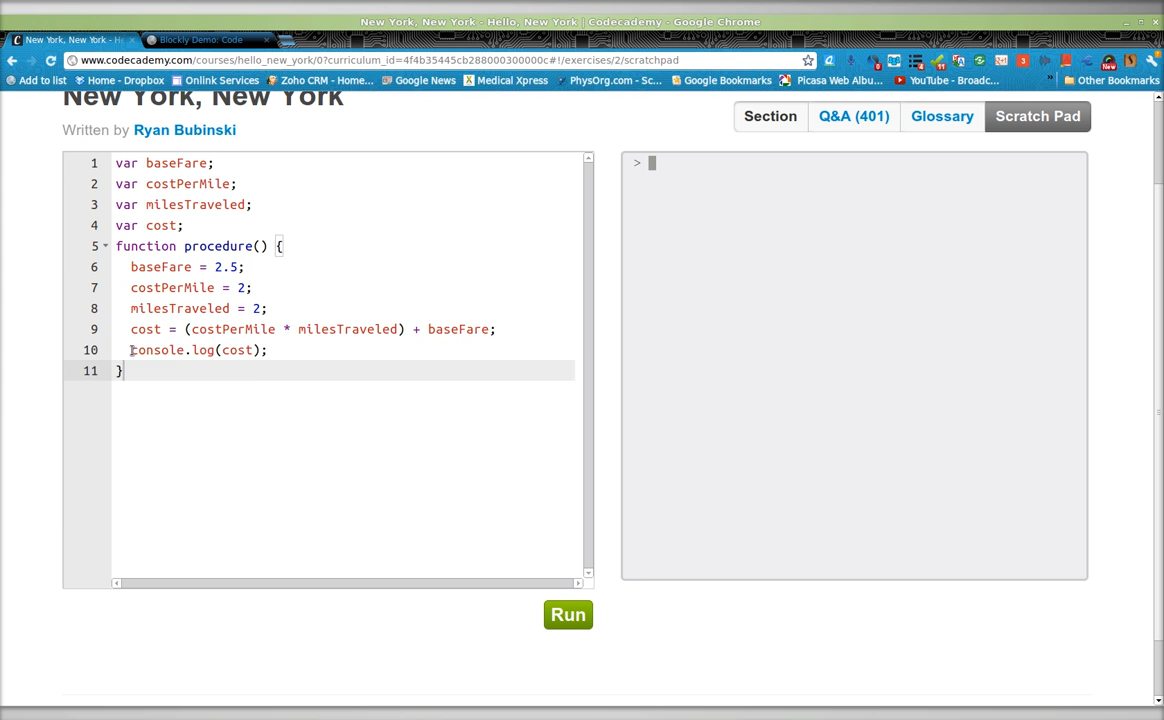 New York, New York - Hello, New York | Codecademy - Google Chrome
New York, New York - H
Blockly Demo: Code
www.codecademy.com/courses/hello_new_york/0?curriculum_id=4f4b35445cb288000300000c#!/exercises/2/scratchpad
Add to list Home - Dropbox Onlink Services Zoho CRM - Home... Google News Medical Xpress PhysOrg.com - Sc... Google Bookmarks Picasa Web Albu... YouTube - Broadc... » Other Bookmarks
New York, New York
Written by Ryan Bubinski
Section Q&A (401) Glossary Scratch Pad
1 var baseFare;
2 var costPerMile;
3 var milesTraveled;
4 var cost;
5 function procedure() {
6 baseFare = 2.5;
7 costPerMile = 2;
8 milesTraveled = 2;
9 cost = (costPerMile * milesTraveled) + baseFare;
10 console.log(cost);
11 }
>
Run